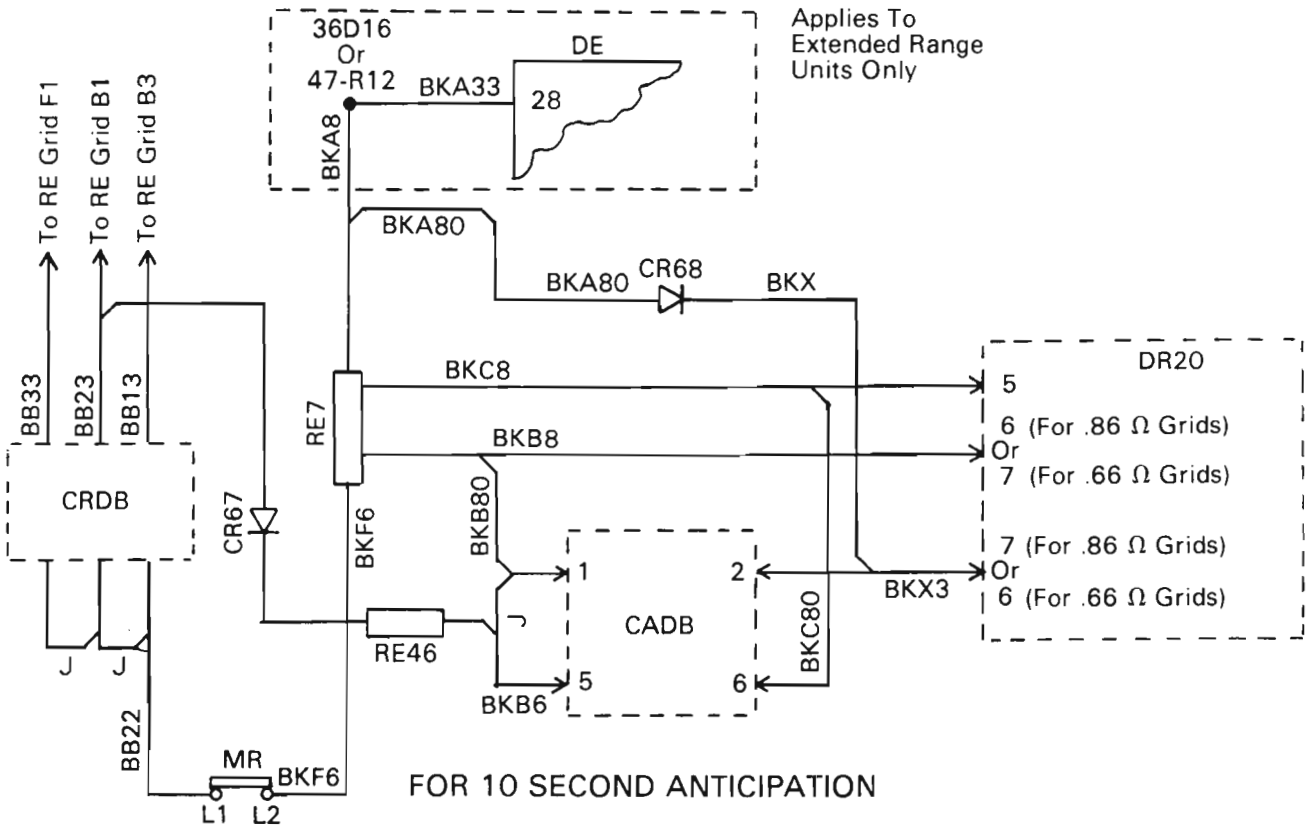 36D16
Or
47-R12
BKA33
DE
28
BKA8
Applies To
Extended Range
Units Only
To RE Grid F1
To RE Grid B1
To RE Grid B3
BKA80
BKA80
CR68
BKX
BB33
BB23
BB13
CRDB
CR67
RE7
BKC8
BKB8
BKB80
BKF6
DR20
5
6 (For .86 Ω Grids)
Or
7 (For .66 Ω Grids)
7 (For .86 Ω Grids)
Or
6 (For .66 Ω Grids)
BKX3
1
2
CADB
5
6
BKC80
J
RE46
BKB6
J
J
BB22
MR
BKF6
L1
L2
FOR 10 SECOND ANTICIPATION